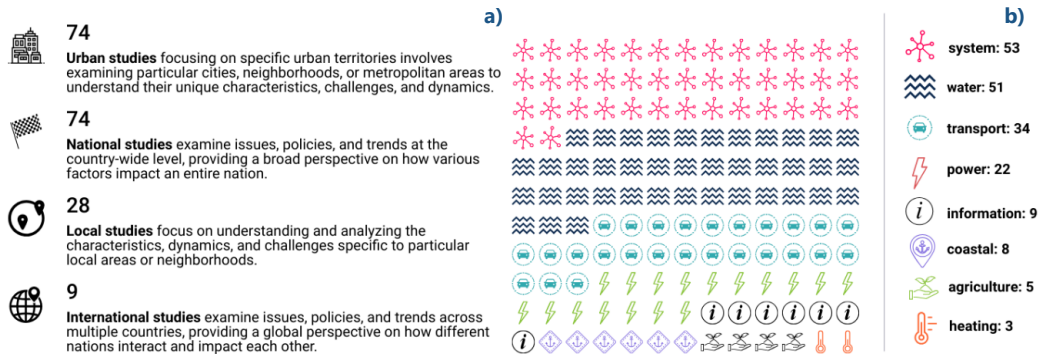 a)
74
Urban studies focusing on specific urban territories involves
examining particular cities, neighborhoods, or metropolitan areas to
understand their unique characteristics, challenges, and dynamics.
74
National studies examine issues, policies, and trends at the
country-wide level, providing a broad perspective on how various
factors impact an entire nation.
28
Local studies focus on understanding and analyzing the
characteristics, dynamics, and challenges specific to particular
local areas or neighborhoods.
9
International studies examine issues, policies, and trends across
multiple countries, providing a global perspective on how different
nations interact and impact each other.
b)
system: 53
water: 51
transport: 34
power: 22
information: 9
coastal: 8
agriculture: 5
heating: 3